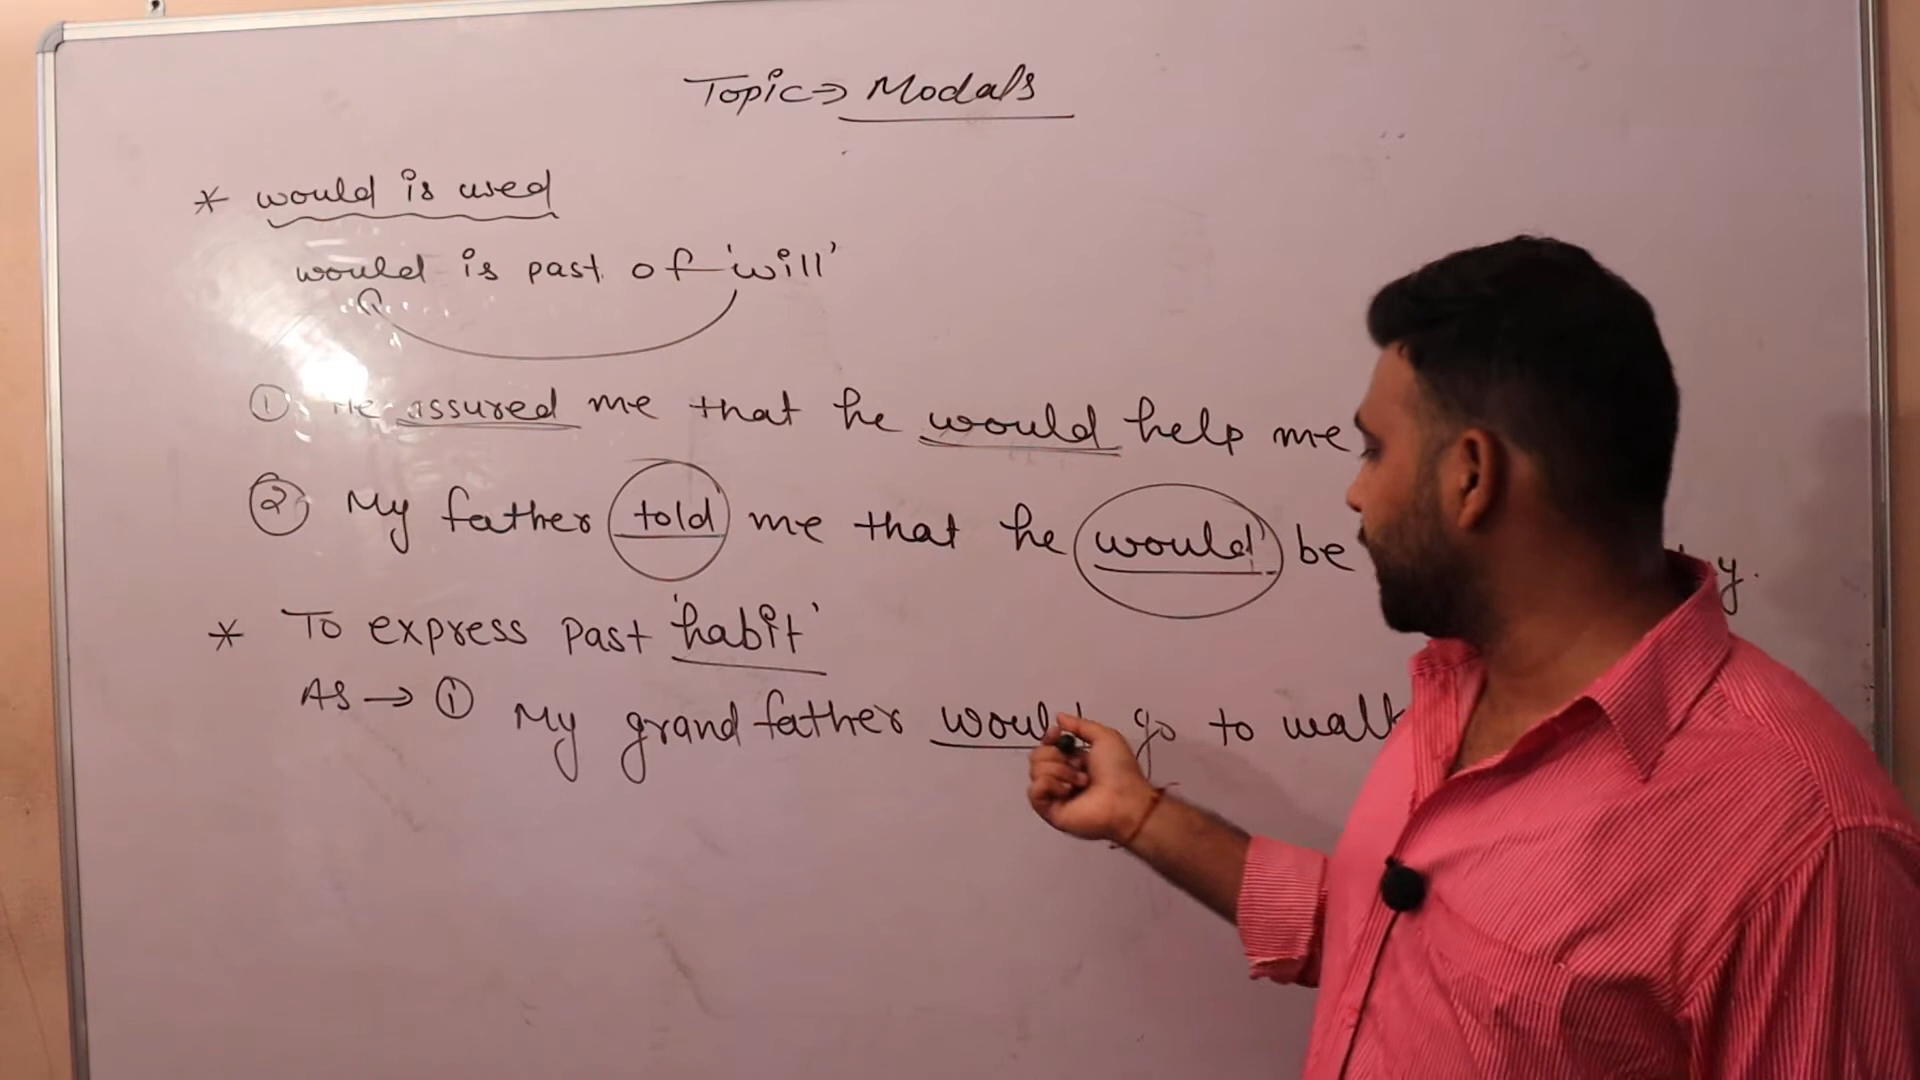 Topic⇒ Modals
* would is used
would is past of 'will'
① He assured me that he would help me
② My father told me that he would be
* To express past 'habit'
As → ① My grand father would go to walk